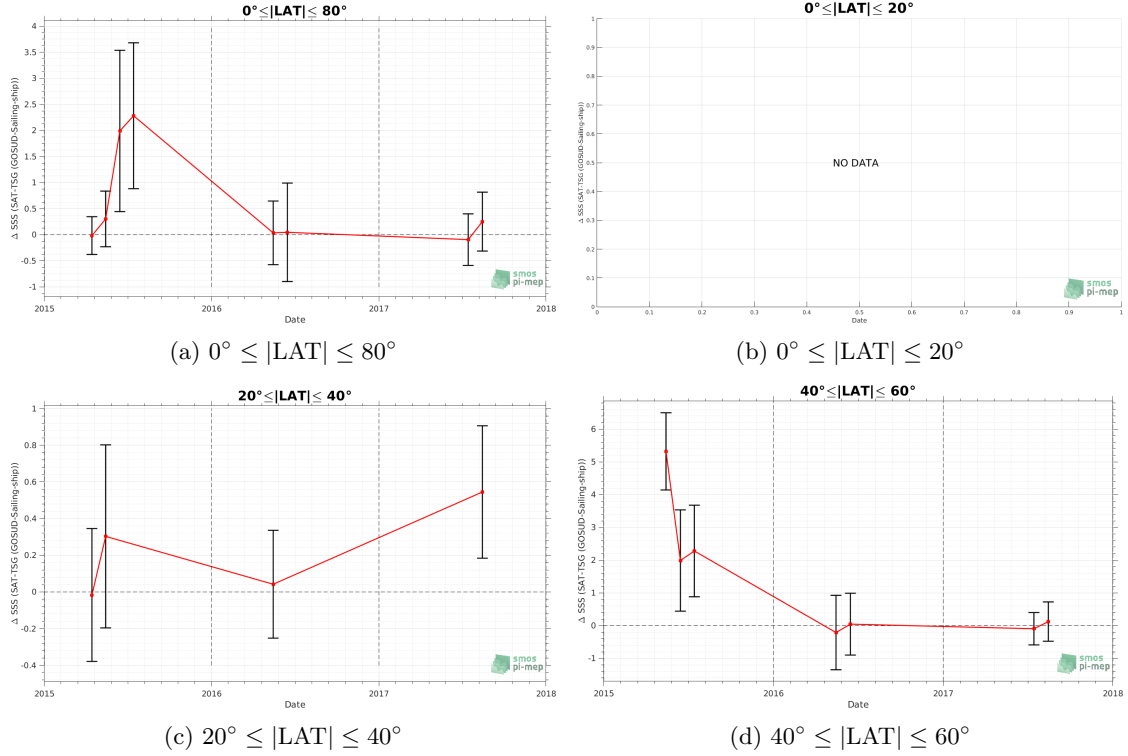 0°≤|LAT|≤ 80°
Δ SSS (SAT-TSG (GOSUD-Sailing-ship))
4
3.5
3
2.5
2
1.5
1
0.5
0
-0.5
-1
2015 2016 2017 2018
Date
smos
pi-mep
(a) 0° ≤ |LAT| ≤ 80°
0°≤|LAT|≤ 20°
Δ SSS (SAT-TSG (GOSUD-Sailing-ship))
1
0.9
0.8
0.7
0.6
0.5
0.4
0.3
0.2
0.1
0
NO DATA
0 0.1 0.2 0.3 0.4 0.5 0.6 0.7 0.8 0.9 1
Date
smos
pi-mep
(b) 0° ≤ |LAT| ≤ 20°
20°≤|LAT|≤ 40°
Δ SSS (SAT-TSG (GOSUD-Sailing-ship))
1
0.8
0.6
0.4
0.2
0
-0.2
-0.4
2015 2016 2017 2018
Date
smos
pi-mep
(c) 20° ≤ |LAT| ≤ 40°
40°≤|LAT|≤ 60°
Δ SSS (SAT-TSG (GOSUD-Sailing-ship))
6
5
4
3
2
1
0
-1
2015 2016 2017 2018
Date
smos
pi-mep
(d) 40° ≤ |LAT| ≤ 60°